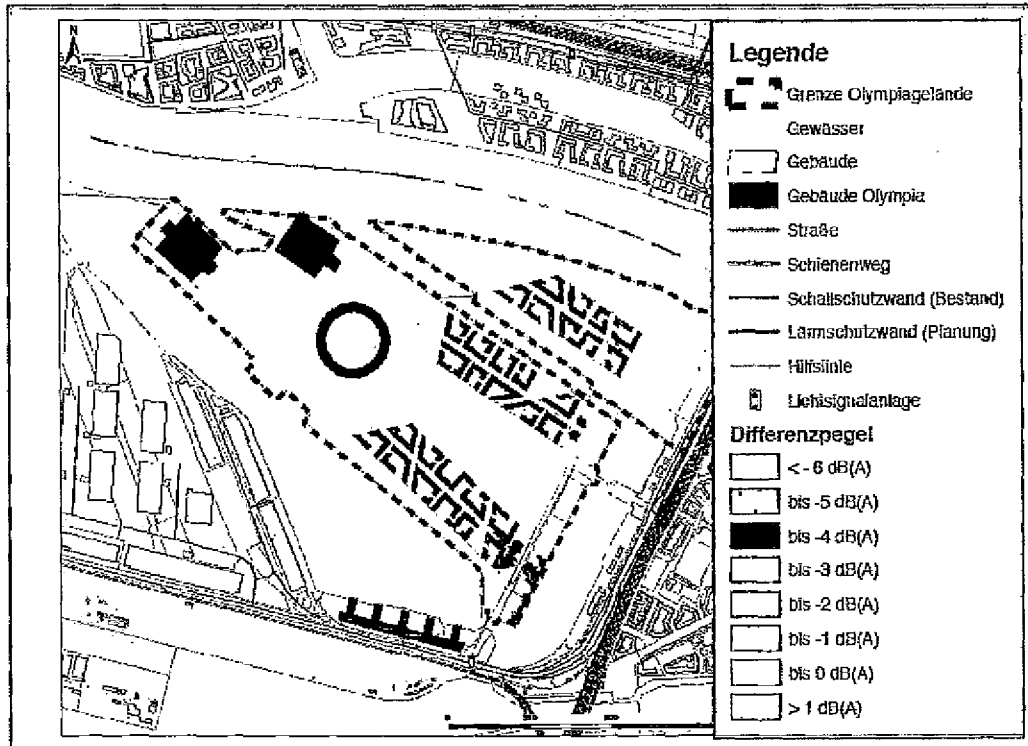 N
Legende
Grenze Olympiagelände
Gewässer
Gebäude
Gebäude Olympia
Straße
Schienenweg
Schallschutzwand (Bestand)
Lärmschutzwand (Planung)
Hilfslinie
Lichtsignalanlage
Differenzpegel
< - 6 dB(A)
bis -5 dB(A)
bis -4 dB(A)
bis -3 dB(A)
bis -2 dB(A)
bis -1 dB(A)
bis 0 dB(A)
> 1 dB(A)